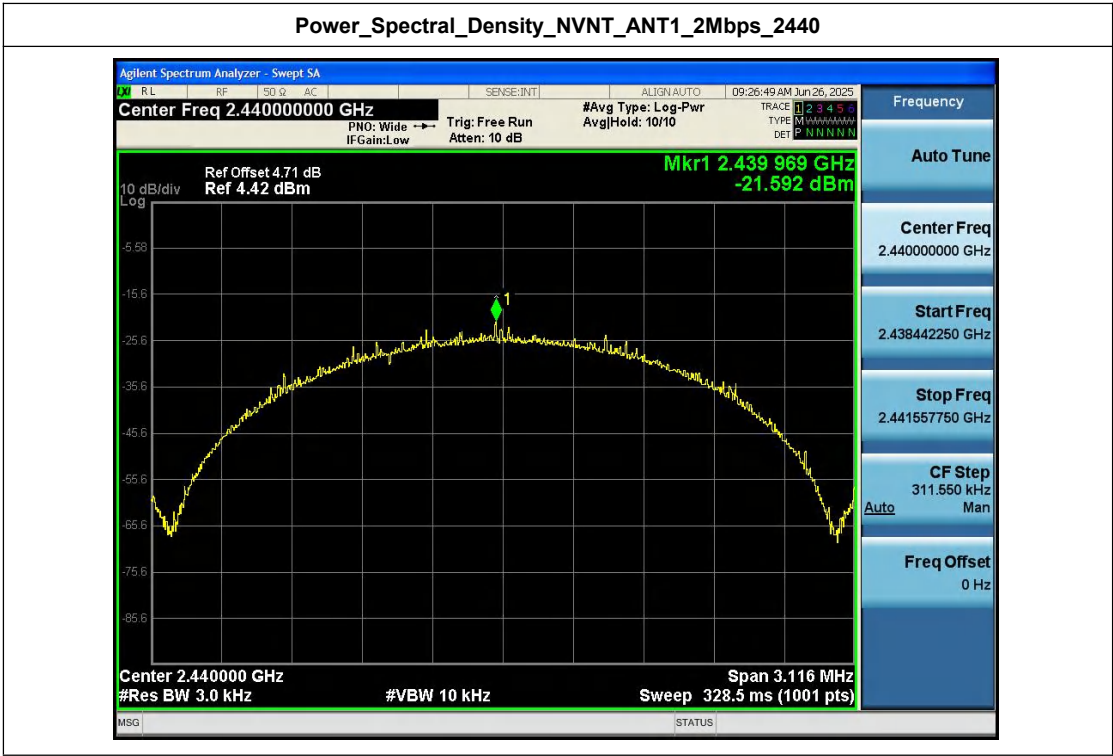 Power_Spectral_Density_NVNT_ANT1_2Mbps_2440
Agilent Spectrum Analyzer - Swept SA
LXI RL RF 50 Ω AC SENSE:INT ALIGN AUTO 09:26:49 AM Jun 26, 2025
Center Freq 2.440000000 GHz
PNO: Wide
IFGain:Low
Trig: Free Run
Atten: 10 dB
#Avg Type: Log-Pwr
Avg|Hold: 10/10
TRACE 1 2 3 4 5 6
TYPE M WWWWW
DET P N N N N N
Mkr1 2.439 969 GHz
-21.592 dBm
Ref Offset 4.71 dB
10 dB/div Ref 4.42 dBm
Log
-5.58
-15.6
-25.6
-35.6
-45.6
-55.6
-65.6
-75.6
-85.6
1
Center 2.440000 GHz Span 3.116 MHz
#Res BW 3.0 kHz #VBW 10 kHz Sweep 328.5 ms (1001 pts)
MSG STATUS
Frequency
Auto Tune
Center Freq
2.440000000 GHz
Start Freq
2.438442250 GHz
Stop Freq
2.441557750 GHz
CF Step
311.550 kHz
Auto Man
Freq Offset
0 Hz